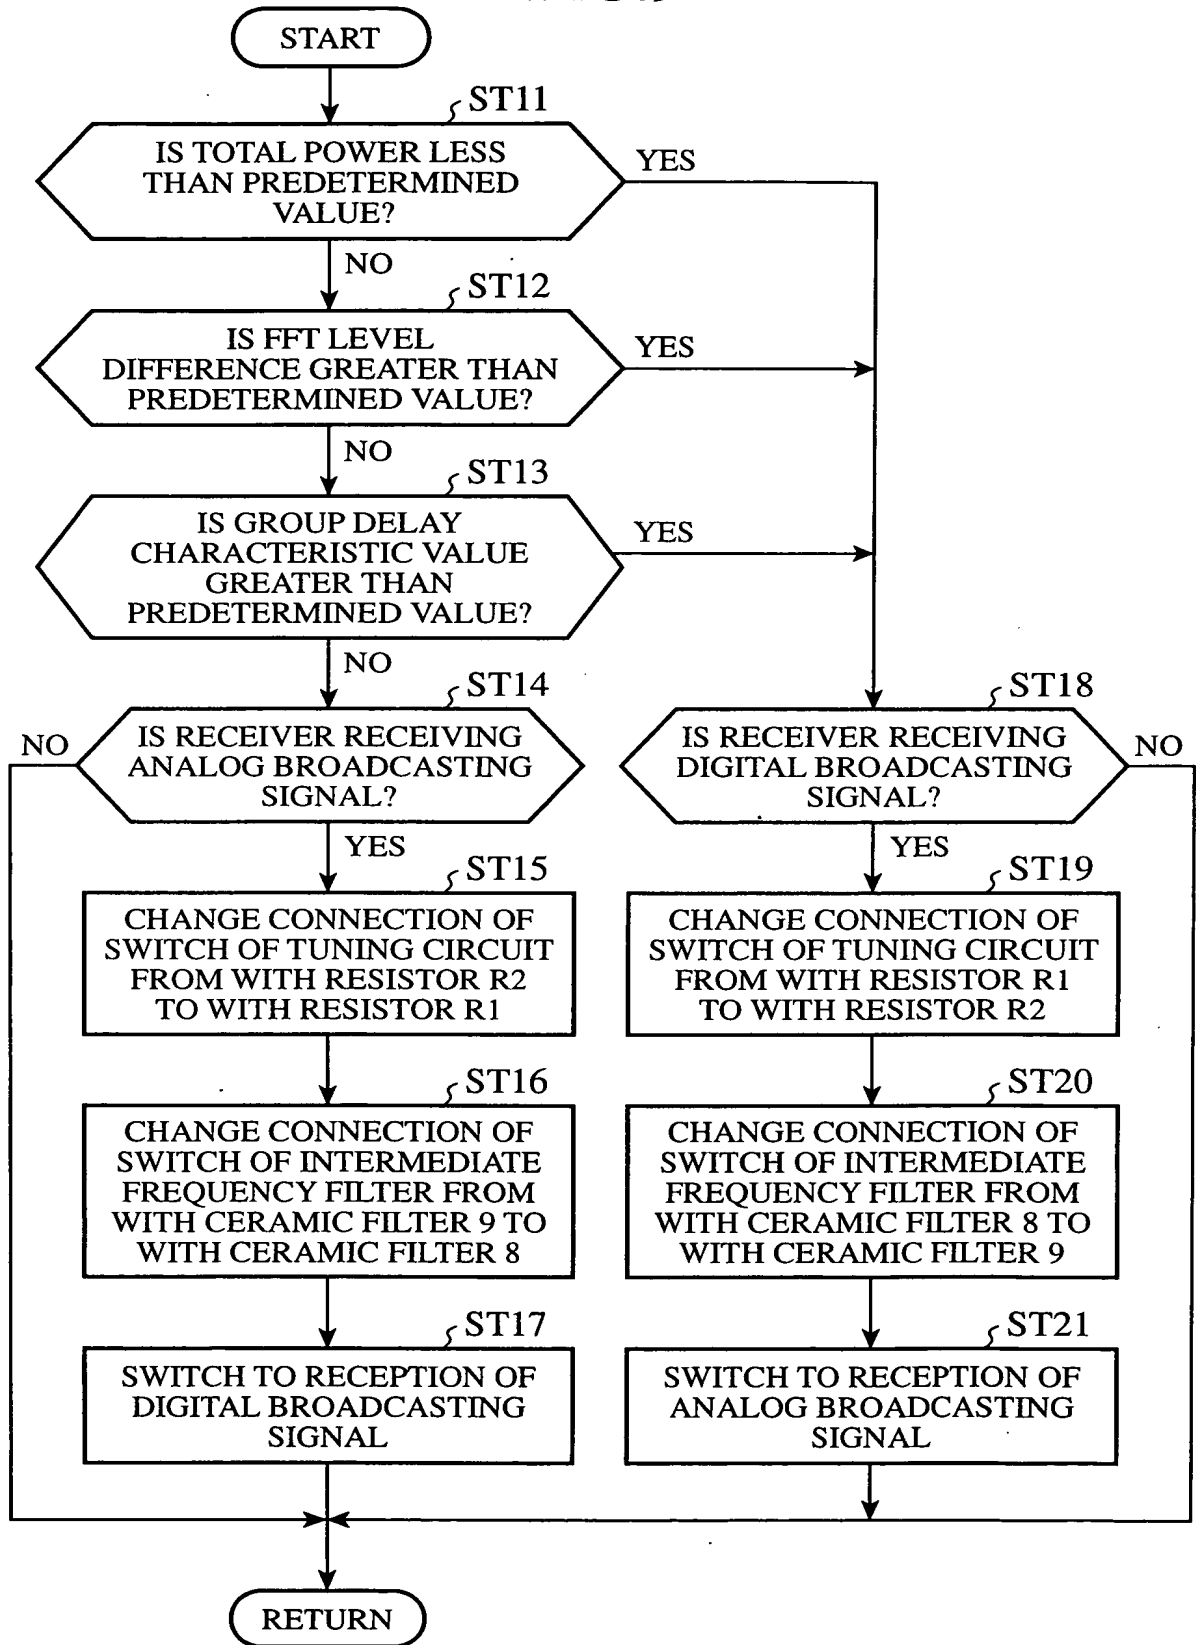 START
ST11
IS TOTAL POWER LESS
THAN PREDETERMINED
VALUE?
YES
NO
ST12
IS FFT LEVEL
DIFFERENCE GREATER THAN
PREDETERMINED VALUE?
YES
NO
ST13
IS GROUP DELAY
CHARACTERISTIC VALUE
GREATER THAN
PREDETERMINED VALUE?
YES
NO
ST14
IS RECEIVER RECEIVING
ANALOG BROADCASTING
SIGNAL?
NO
YES
ST15
CHANGE CONNECTION OF
SWITCH OF TUNING CIRCUIT
FROM WITH RESISTOR R2
TO WITH RESISTOR R1
ST16
CHANGE CONNECTION OF
SWITCH OF INTERMEDIATE
FREQUENCY FILTER FROM
WITH CERAMIC FILTER 9 TO
WITH CERAMIC FILTER 8
ST17
SWITCH TO RECEPTION OF
DIGITAL BROADCASTING
SIGNAL
ST18
IS RECEIVER RECEIVING
DIGITAL BROADCASTING
SIGNAL?
NO
YES
ST19
CHANGE CONNECTION OF
SWITCH OF TUNING CIRCUIT
FROM WITH RESISTOR R1
TO WITH RESISTOR R2
ST20
CHANGE CONNECTION OF
SWITCH OF INTERMEDIATE
FREQUENCY FILTER FROM
WITH CERAMIC FILTER 8 TO
WITH CERAMIC FILTER 9
ST21
SWITCH TO RECEPTION OF
ANALOG BROADCASTING
SIGNAL
RETURN